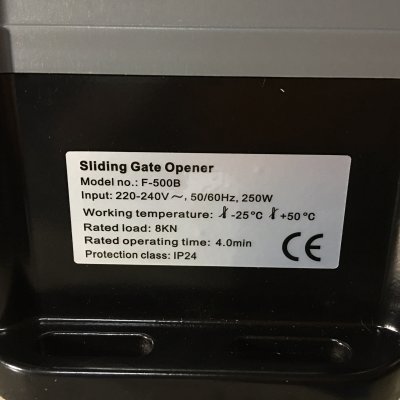 Sliding Gate Opener
Model no.: F-500B
Input: 220-240V～, 50/60Hz, 250W
Working temperature: -25℃ +50℃
Rated load: 8KN
Rated operating time: 4.0min
Protection class: IP24
CE